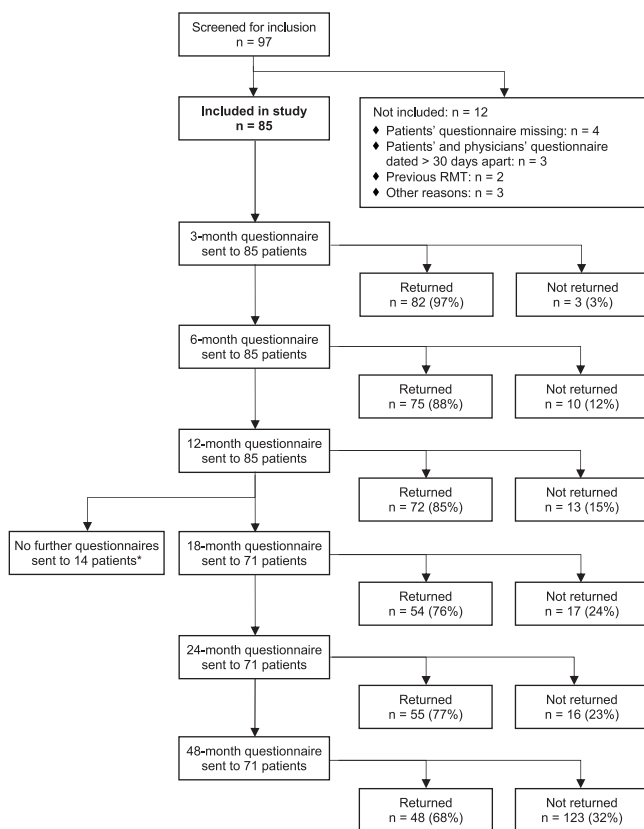 Screened for inclusion
n = 97
Included in study
n = 85
Not included: n = 12
♦ Patients' questionnaire missing: n = 4
♦ Patients' and physicians' questionnaire
dated > 30 days apart: n = 3
♦ Previous RMT: n = 2
♦ Other reasons: n = 3
3-month questionnaire
sent to 85 patients
Returned
n = 82 (97%)
Not returned
n = 3 (3%)
6-month questionnaire
sent to 85 patients
Returned
n = 75 (88%)
Not returned
n = 10 (12%)
12-month questionnaire
sent to 85 patients
Returned
n = 72 (85%)
Not returned
n = 13 (15%)
No further questionnaires
sent to 14 patients*
18-month questionnaire
sent to 71 patients
Returned
n = 54 (76%)
Not returned
n = 17 (24%)
24-month questionnaire
sent to 71 patients
Returned
n = 55 (77%)
Not returned
n = 16 (23%)
48-month questionnaire
sent to 71 patients
Returned
n = 48 (68%)
Not returned
n = 123 (32%)